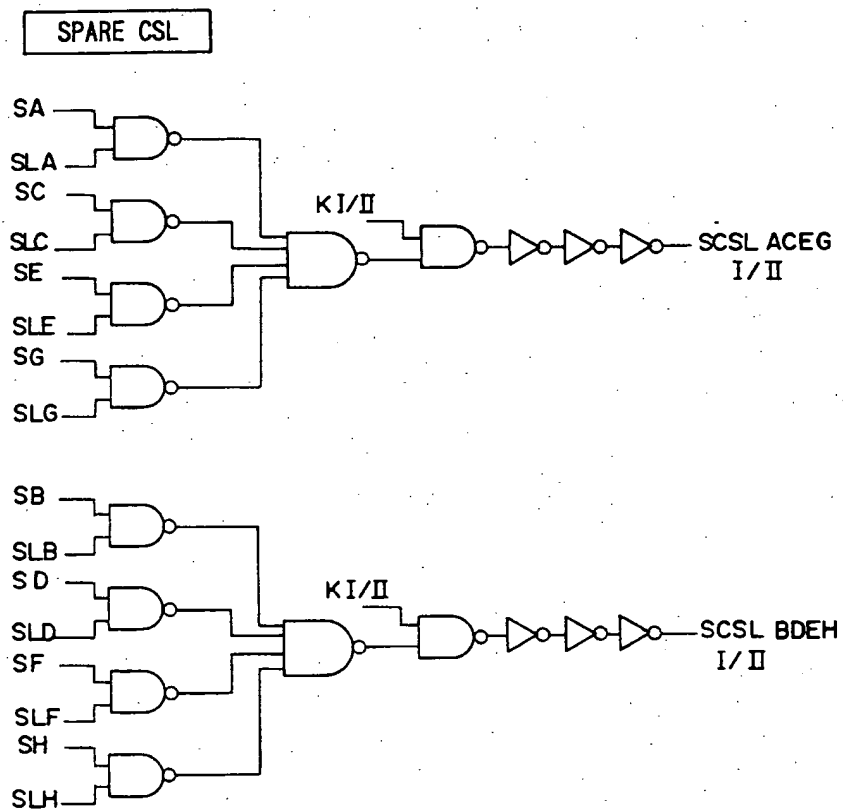 SPARE CSL
SA
SLA
SC
SLC
SE
SLE
SG
SLG
KI/II
SCSL ACEG
I/II
SB
SLB
SD
SLD
SF
SLF
SH
SLH
KI/II
SCSL BDEH
I/II